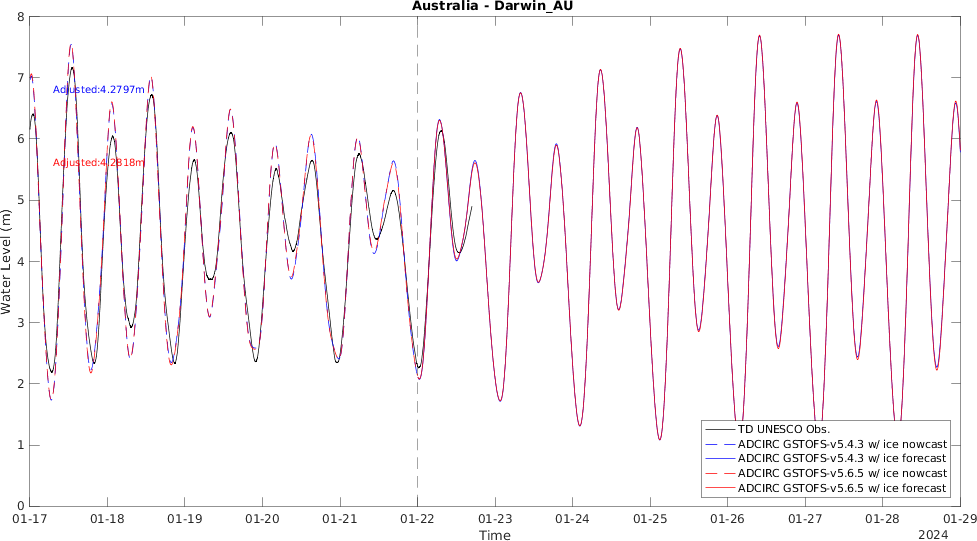 Australia - Darwin_AU
8
7
6
5
4
3
2
1
0
Water Level (m)
Adjusted:4.2797m
Adjusted:4.2818m
TD UNESCO Obs.
ADCIRC GSTOFS-v5.4.3 w/ ice nowcast
ADCIRC GSTOFS-v5.4.3 w/ ice forecast
ADCIRC GSTOFS-v5.6.5 w/ ice nowcast
ADCIRC GSTOFS-v5.6.5 w/ ice forecast
01-17 01-18 01-19 01-20 01-21 01-22 01-23 01-24 01-25 01-26 01-27 01-28 01-29
Time
2024